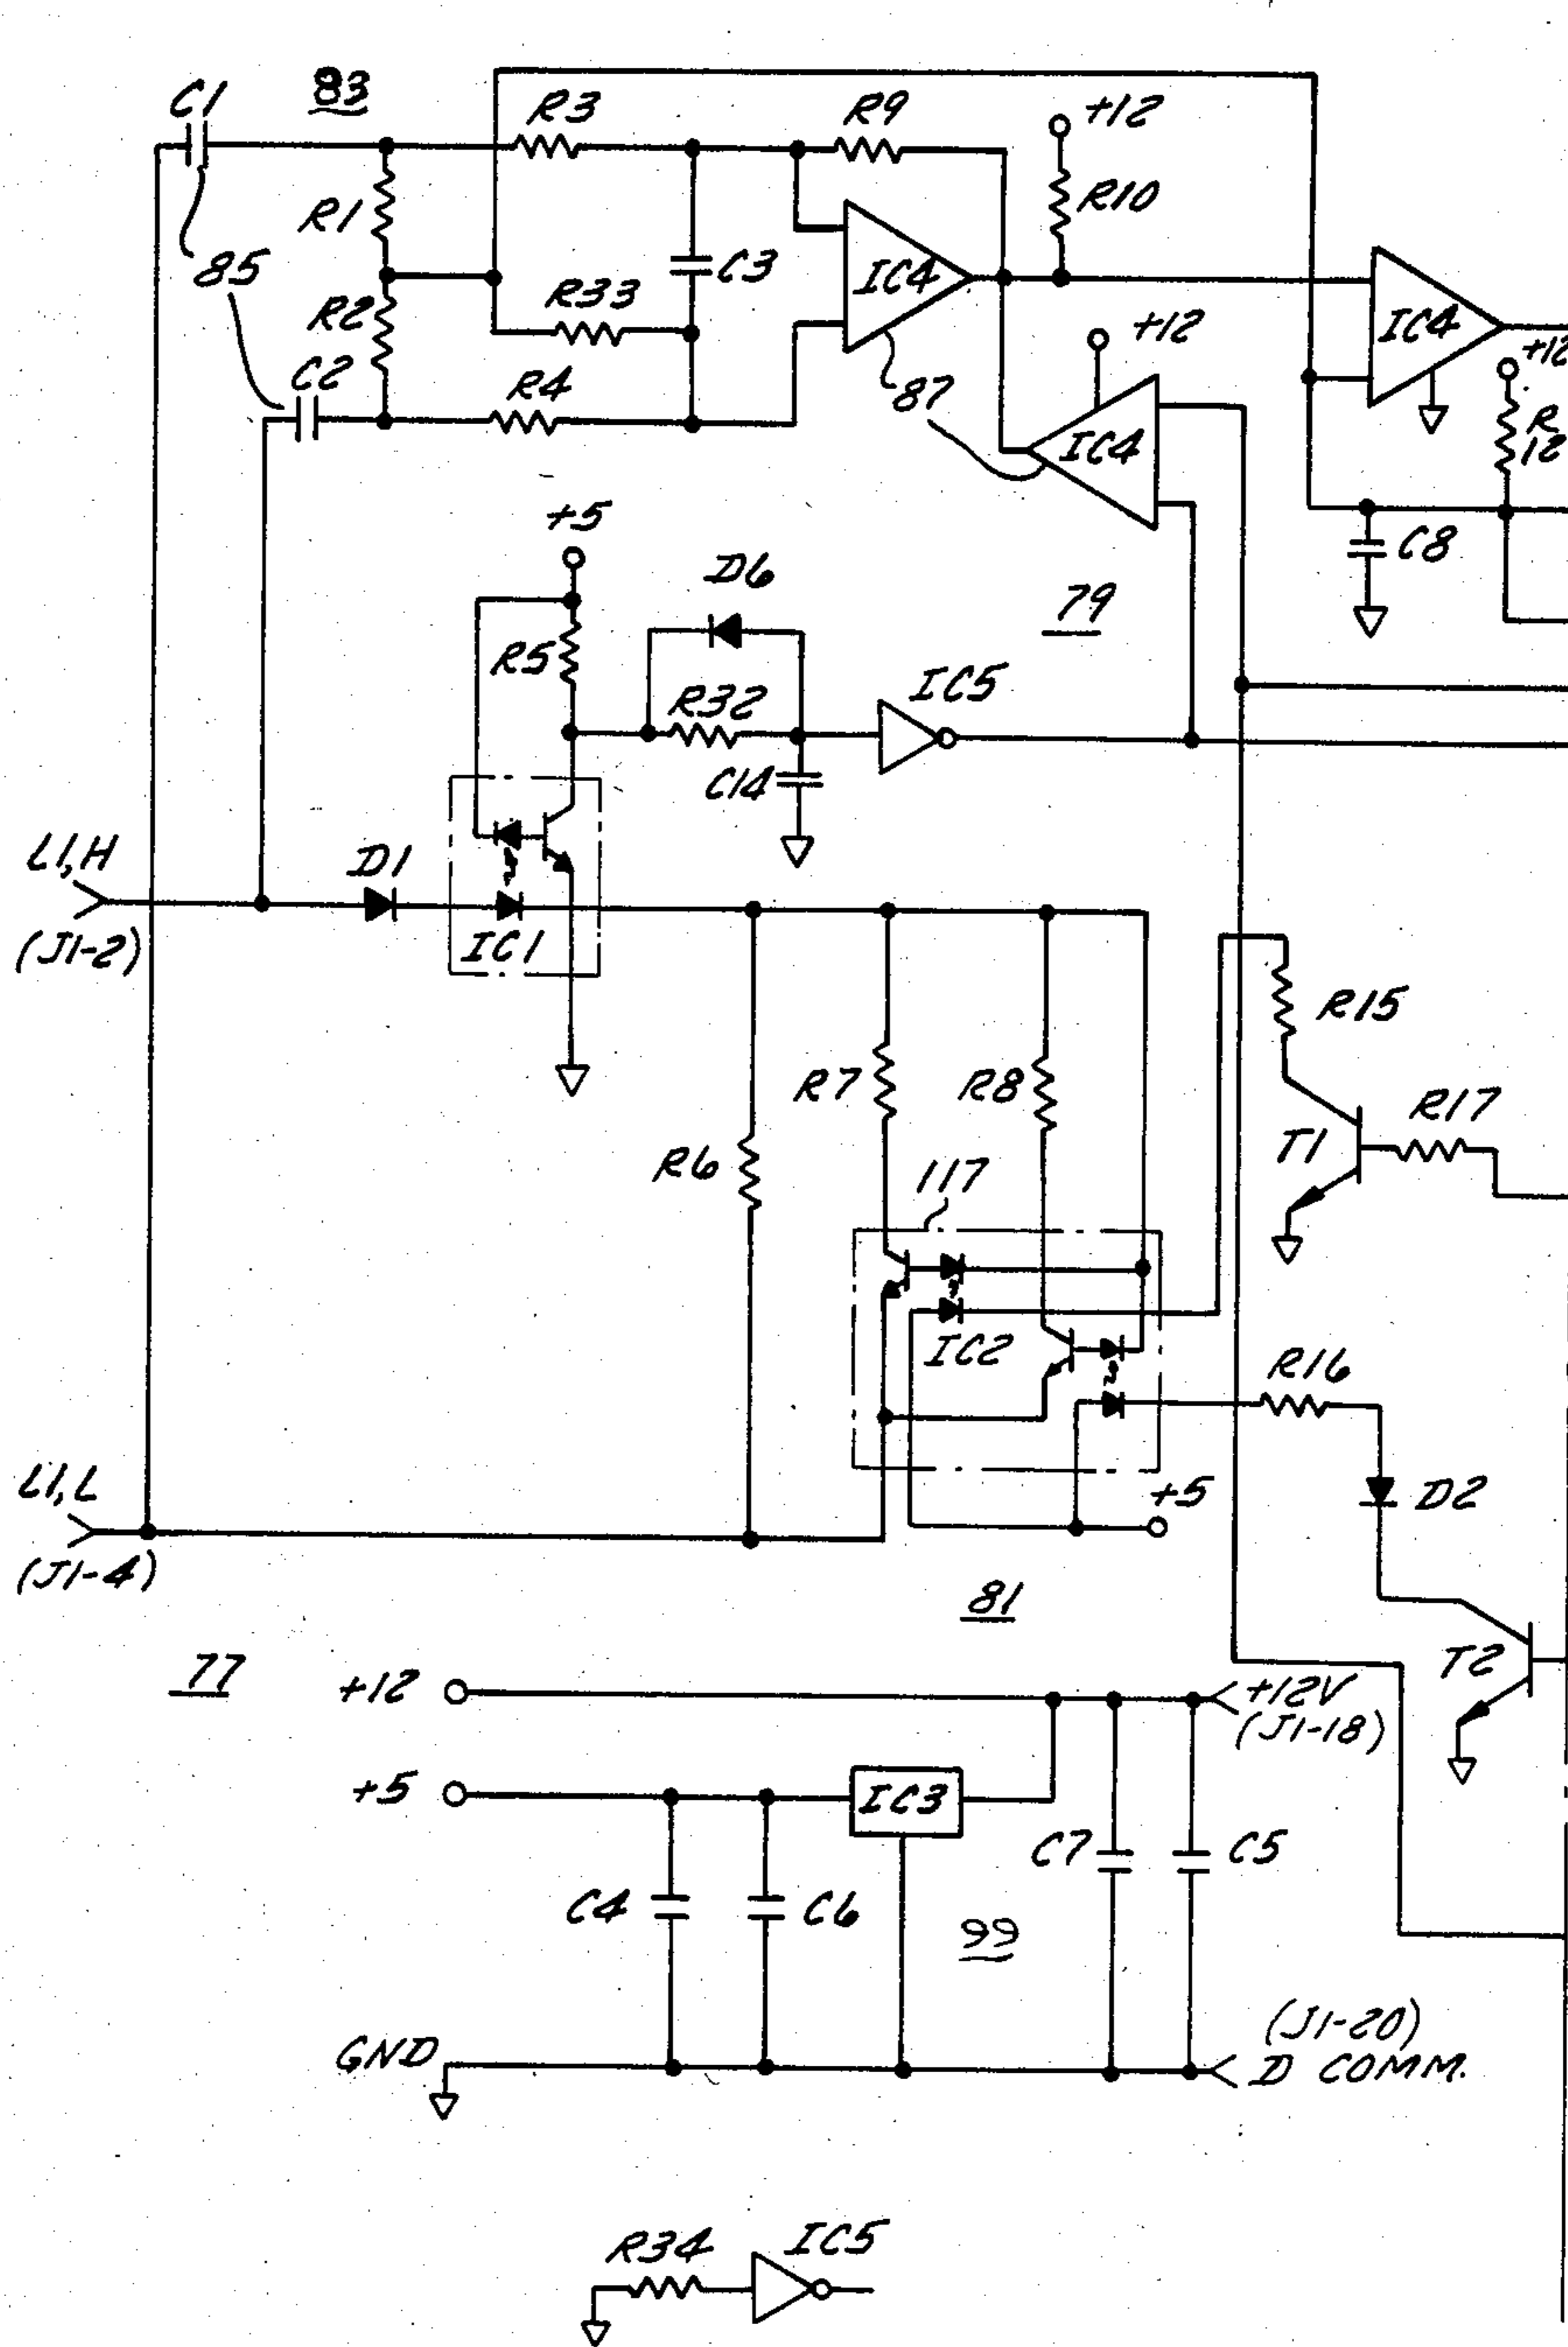 C1
83
R3
R9
+12
R1
R10
85
R33
C3
IC4
IC4
R2
+12
+12
C2
R4
87
IC4
R
12
+5
D6
C8
79
R5
R32
IC5
C14
L1,H
D1
(J1-2)
IC1
R15
R7
R8
R17
T1
R6
117
IC2
R16
L1,L
+5
D2
(J1-4)
81
77
+12
+12V
T2
(J1-18)
+5
IC3
C7
C5
C4
C6
99
(J1-20)
GND
D COMM.
R34
IC5